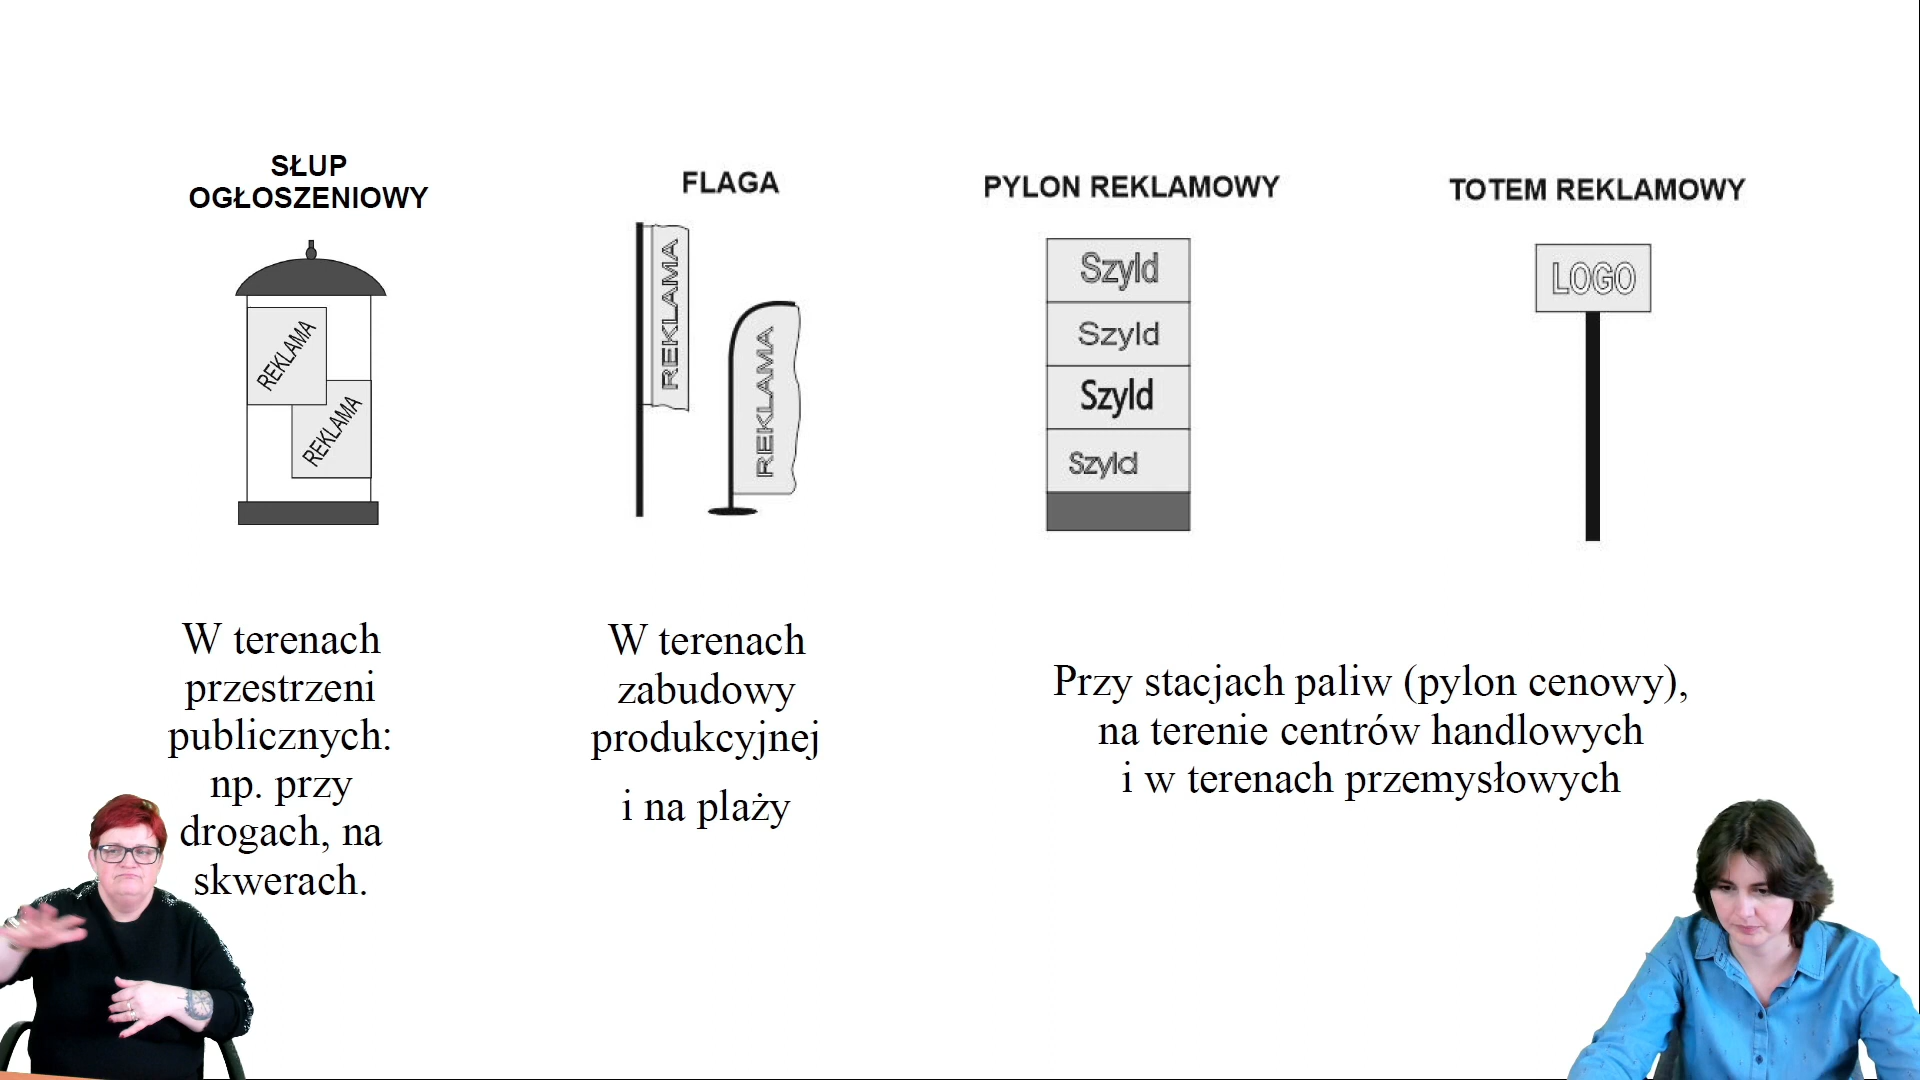 SŁUP
OGŁOSZENIOWY
REKLAMA
REKLAMA
W terenach
przestrzeni
publicznych:
np. przy
drogach, na
skwerach.
FLAGA
REKLAMA
REKLAMA
W terenach
zabudowy
produkcyjnej
i na plaży
PYLON REKLAMOWY
Szyld
Szyld
Szyld
Szyld
TOTEM REKLAMOWY
LOGO
Przy stacjach paliw (pylon cenowy),
na terenie centrów handlowych
i w terenach przemysłowych